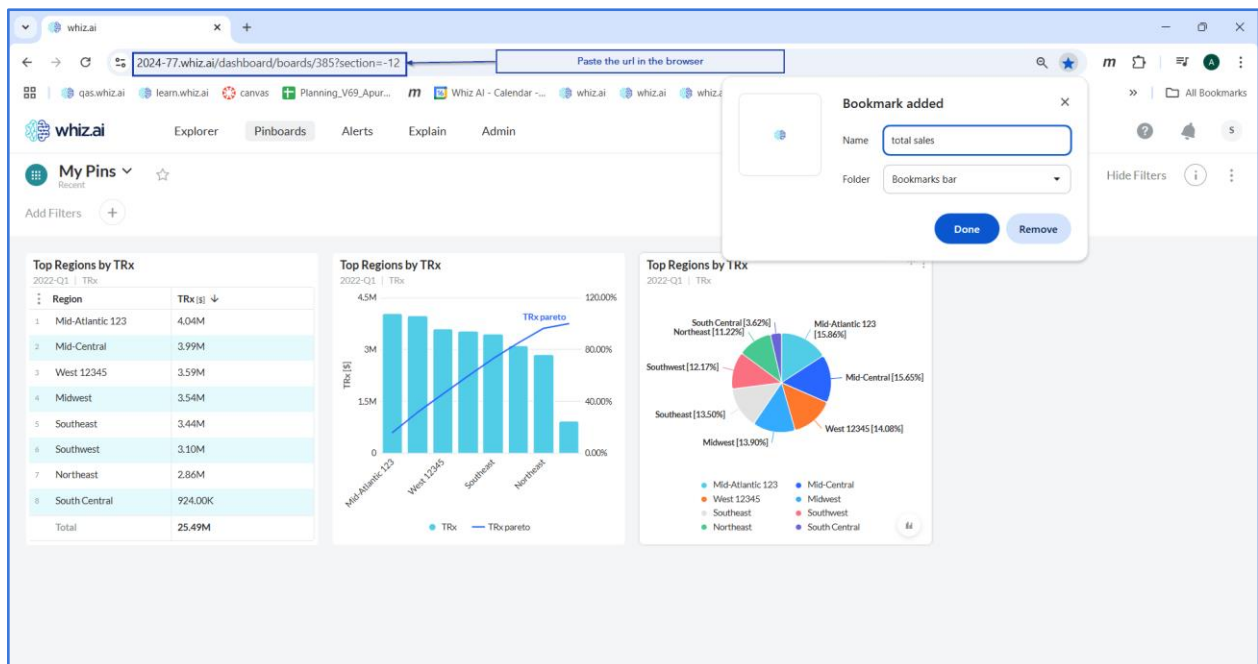 whiz.ai
2024-77.whiz.ai/dashboard/boards/385?section=-12
Paste the url in the browser
m
A
qas.whiz.ai learn.whiz.ai canvas Planning_V69_Apur... m Whiz AI - Calendar -... whiz.ai whiz.ai whiz.a
» All Bookmarks
Bookmark added
Name total sales
Folder Bookmarks bar
Done Remove
whiz.ai Explorer Pinboards Alerts Explain Admin S
My Pins
Recent
Hide Filters i
Add Filters +
Top Regions by TRx
2022-Q1 | TRx
Region TRx [$] ↓
1 Mid-Atlantic 123 4.04M
2 Mid-Central 3.99M
3 West 12345 3.59M
4 Midwest 3.54M
5 Southeast 3.44M
6 Southwest 3.10M
7 Northeast 2.86M
8 South Central 924.00K
Total 25.49M
Top Regions by TRx
2022-Q1 | TRx
4.5M 120.00%
TRx pareto
3M 80.00%
TRx [$]
1.5M 40.00%
0 0.00%
Mid-Atlantic 123 West 12345 Southeast Northeast
TRx TRx pareto
Top Regions by TRx
2022-Q1 | TRx
South Central [3.62%]
Northeast [11.22%]
Mid-Atlantic 123
[15.86%]
Southwest [12.17%]
Mid-Central [15.65%]
Southeast [13.50%]
West 12345 [14.08%]
Midwest [13.90%]
Mid-Atlantic 123 Mid-Central
West 12345 Midwest
Southeast Southwest
Northeast South Central